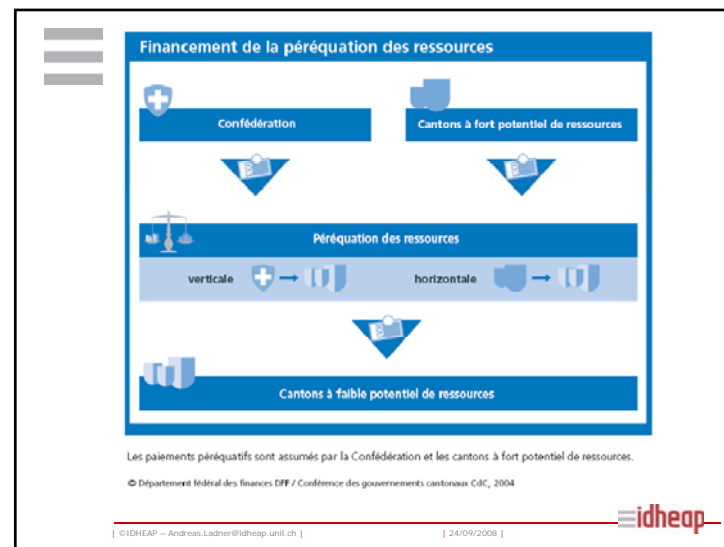 Financement de la péréquation des ressources
Confédération
Cantons à fort potentiel de ressources
Péréquation des ressources
verticale
horizontale
Cantons à faible potentiel de ressources
Les paiements péréquatifs sont assumés par la Confédération et les cantons à fort potentiel de ressources.
© Département fédéral des finances DFF / Conférence des gouvernements cantonaux CdC, 2004
idheap
| ©IDHEAP – Andreas.Ladner@idheap.unil.ch | | 24/09/2008 |